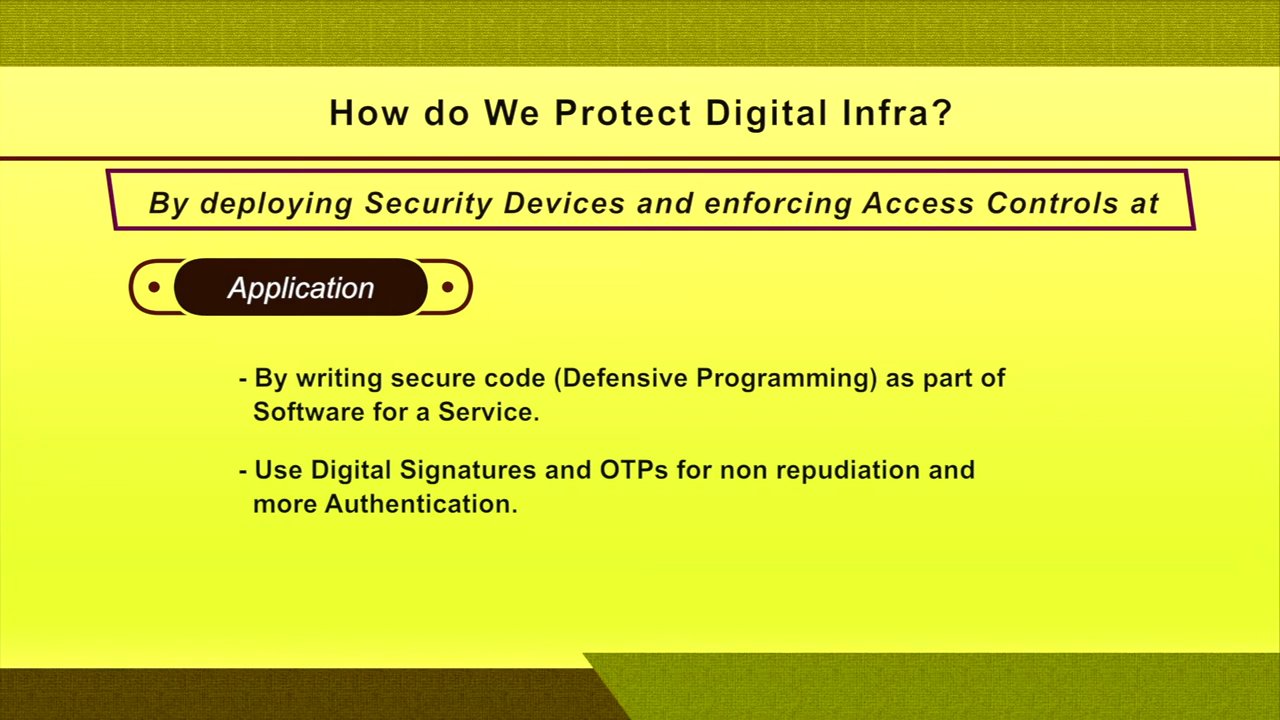 How do We Protect Digital Infra?
By deploying Security Devices and enforcing Access Controls at
Application
- By writing secure code (Defensive Programming) as part of
Software for a Service.
- Use Digital Signatures and OTPs for non repudiation and
more Authentication.